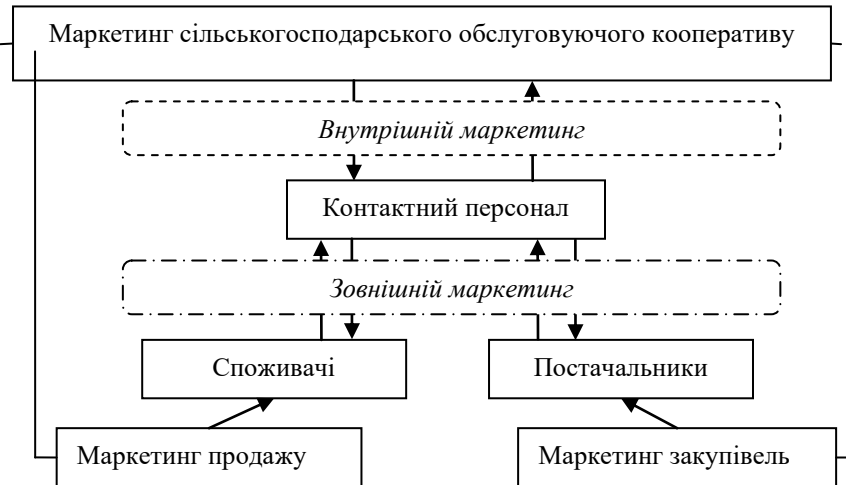 Маркетинг сільськогосподарського обслуговуючого кооперативу
Внутрішній маркетинг
Контактний персонал
Зовнішній маркетинг
Споживачі
Постачальники
Маркетинг продажу
Маркетинг закупівель